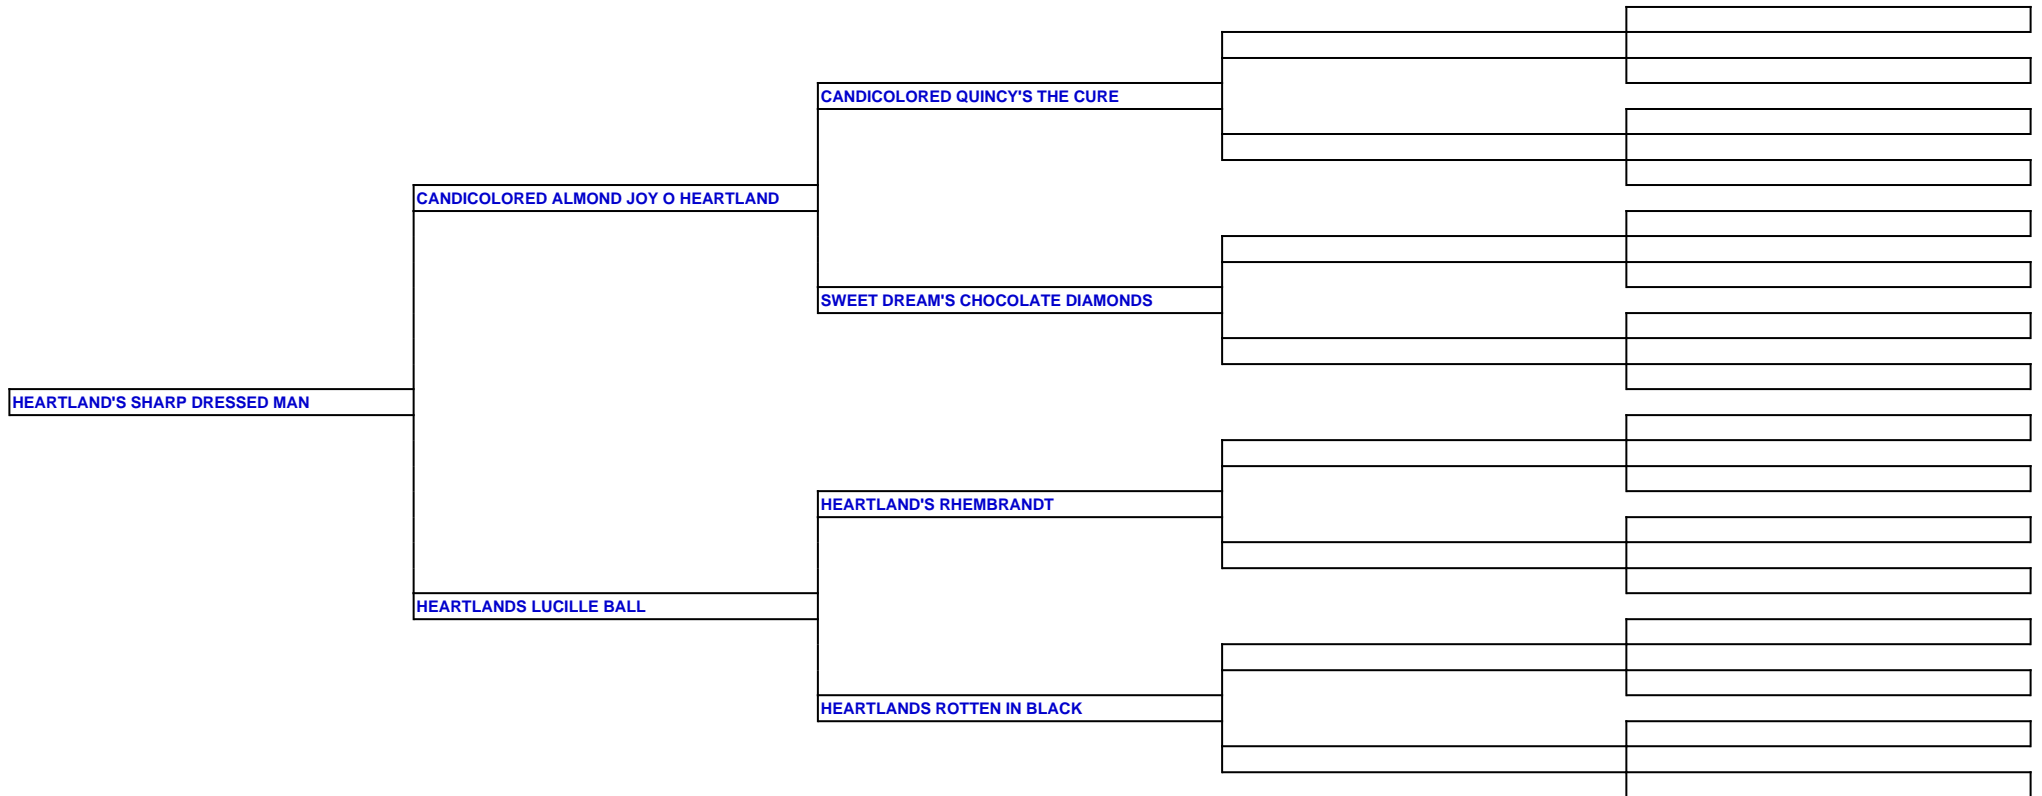 CANDICOLORED QUINCY'S THE CURE
CANDICOLORED ALMOND JOY O HEARTLAND
SWEET DREAM'S CHOCOLATE DIAMONDS
HEARTLAND'S SHARP DRESSED MAN
HEARTLAND'S RHEMBRANDT
HEARTLANDS LUCILLE BALL
HEARTLANDS ROTTEN IN BLACK